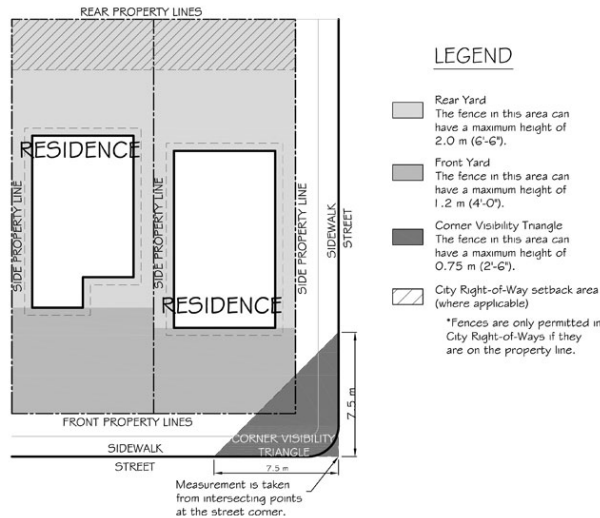 REAR PROPERTY LINES
RESIDENCE
RESIDENCE
SIDE PROPERTY LINE
SIDE PROPERTY LINE
SIDE PROPERTY LINE
SIDEWALK
STREET
FRONT PROPERTY LINES
SIDEWALK
STREET
CORNER VISIBILITY
TRIANGLE
7.5 m
7.5 m
Measurement is taken
from intersecting points
at the street corner.
LEGEND
Rear Yard
The fence in this area can
have a maximum height of
2.0 m (6'-6").
Front Yard
The fence in this area can
have a maximum height of
1.2 m (4'-0").
Corner Visibility Triangle
The fence in this area can
have a maximum height of
0.75 m (2'-6").
City Right-of-Way setback area
(where applicable)
*Fences are only permitted in
City Right-of-Ways if they
are on the property line.